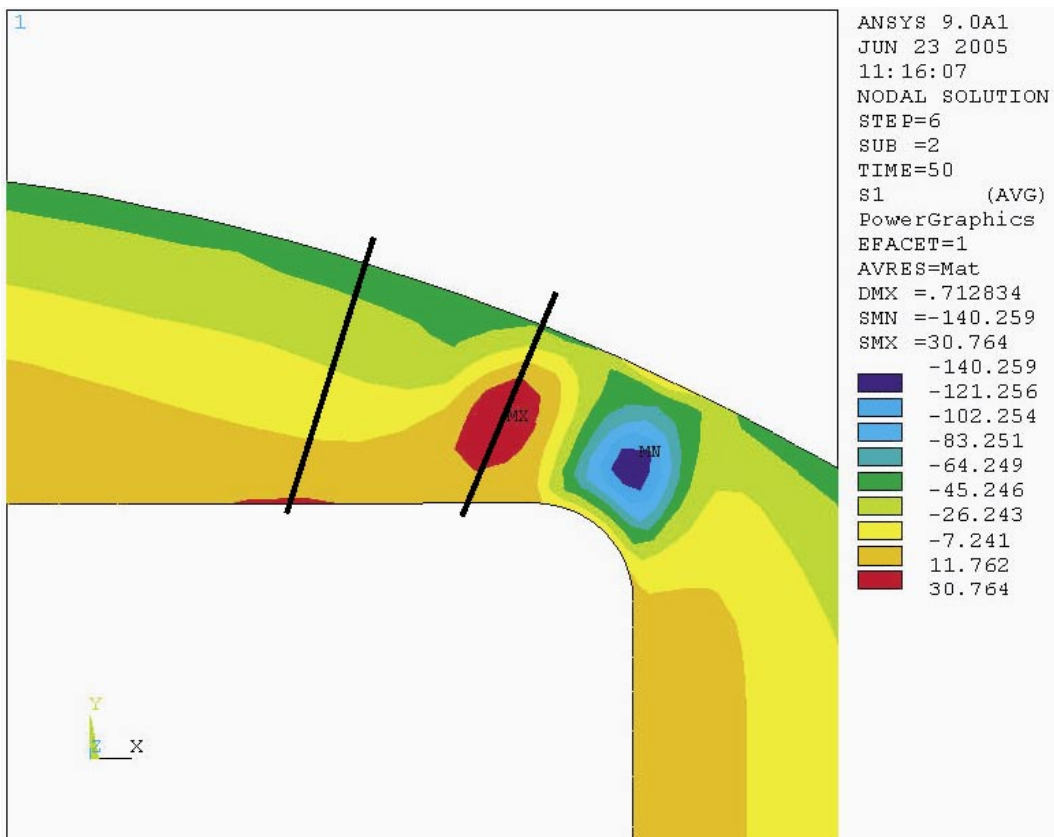 1
ANSYS 9.0A1
JUN 23 2005
11:16:07
NODAL SOLUTION
STEP=6
SUB =2
TIME=50
S1 (AVG)
PowerGraphics
EFACET=1
AVRES=Mat
DMX =.712834
SMN =-140.259
SMX =30.764
-140.259
-121.256
-102.254
-83.251
-64.249
-45.246
-26.243
-7.241
11.762
30.764
MX
MN
Y
Z X